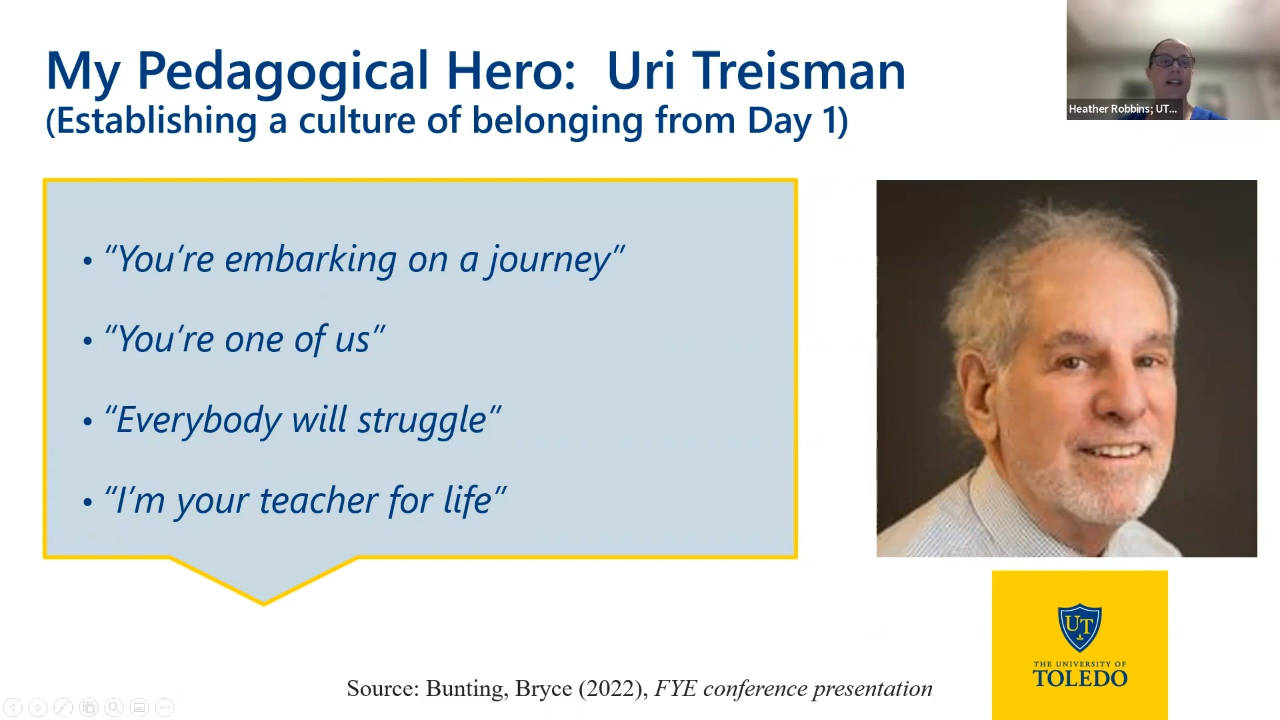 My Pedagogical Hero: Uri Treisman
(Establishing a culture of belonging from Day 1)
Heather Robbins; UT...
• “You’re embarking on a journey”
• “You’re one of us”
• “Everybody will struggle”
• “I’m your teacher for life”
UT
THE UNIVERSITY OF
TOLEDO
Source: Bunting, Bryce (2022), FYE conference presentation